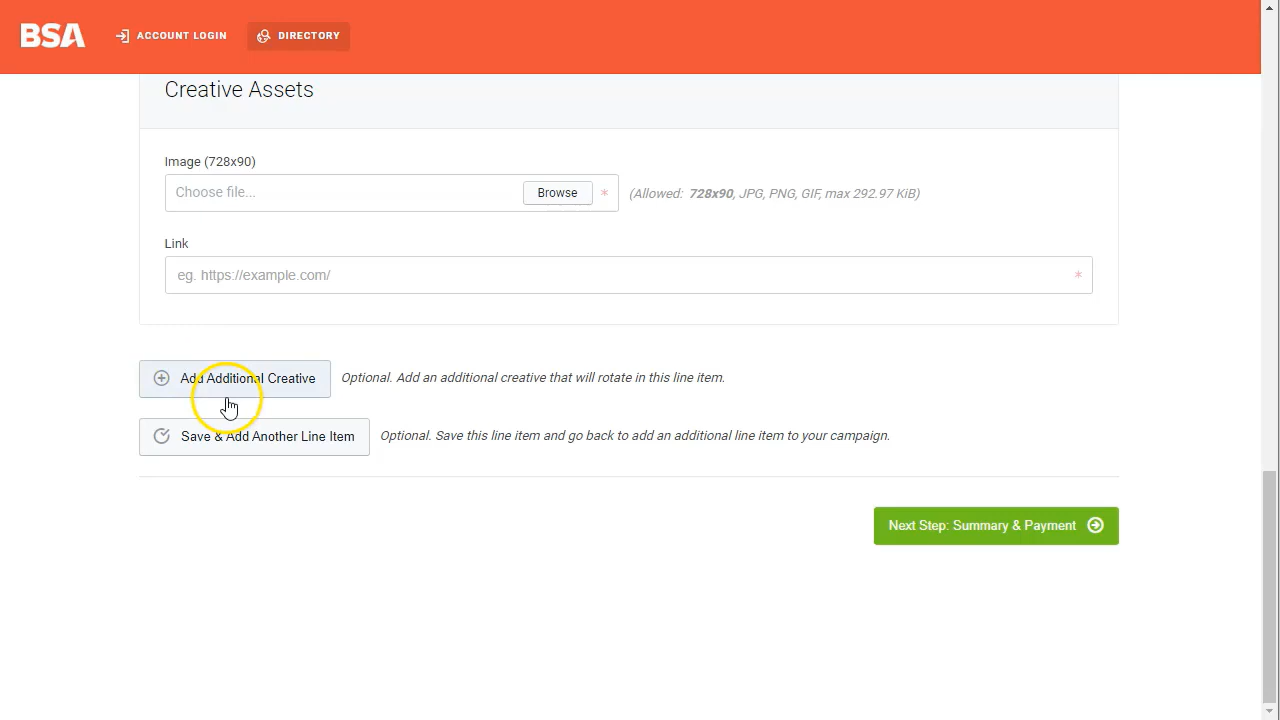 BSA
ACCOUNT LOGIN
DIRECTORY
Creative Assets
Image (728x90)
Choose file...
Browse
*
(Allowed: 728x90, JPG, PNG, GIF, max 292.97 KiB)
Link
eg. https://example.com/
*
Add Additional Creative
Optional. Add an additional creative that will rotate in this line item.
Save & Add Another Line Item
Optional. Save this line item and go back to add an additional line item to your campaign.
Next Step: Summary & Payment